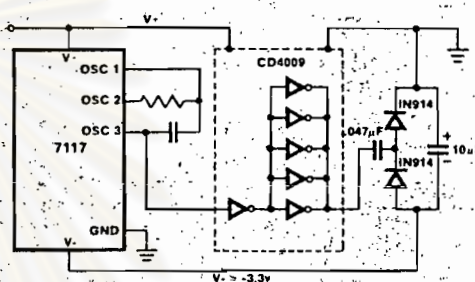 V+
V-
OSC 1
OSC 2
OSC 3
7117
GND
V-
CD4009
.047µF
IN914
IN914
+
10µ
-
V- > -3.3v